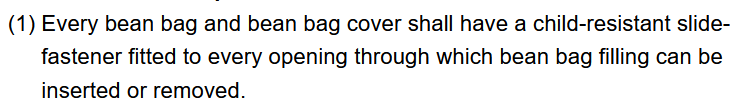 (1) Every bean bag and bean bag cover shall have a child-resistant slide-
fastener fitted to every opening through which bean bag filling can be
inserted or removed.